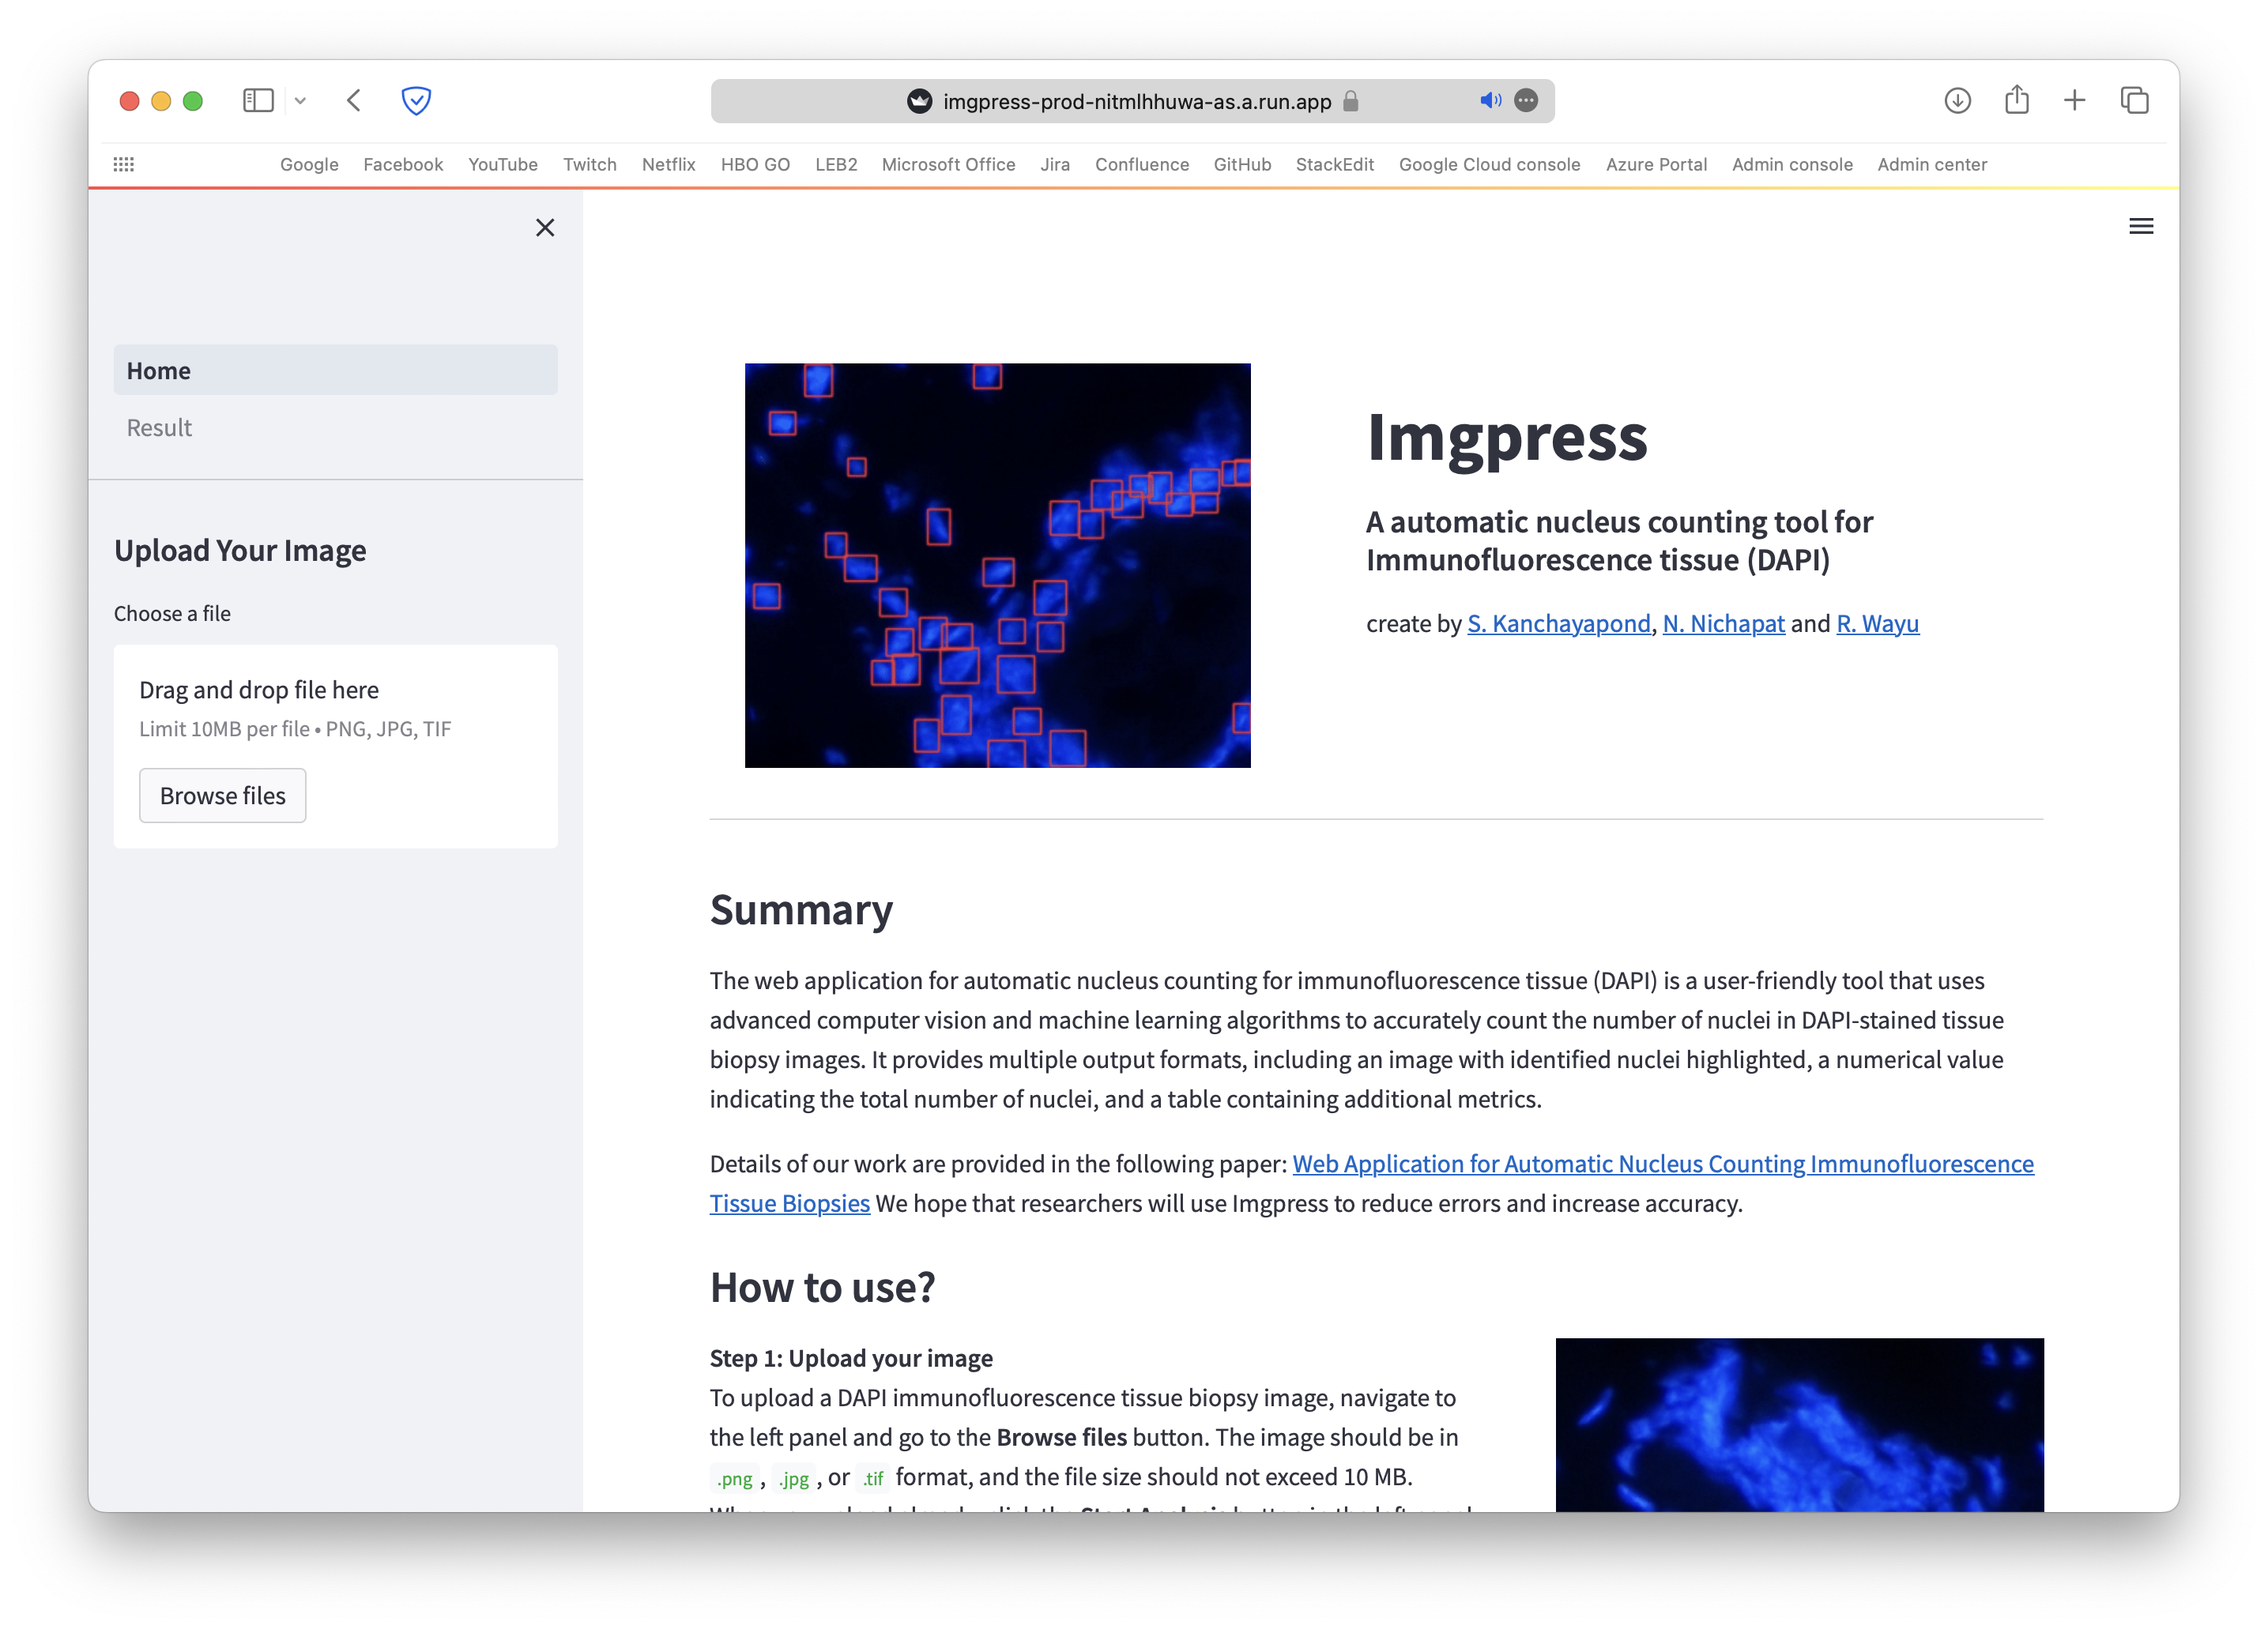 imgpress-prod-nitmlhhuwa-as.a.run.app
Google Facebook YouTube Twitch Netflix HBO GO LEB2 Microsoft Office Jira Confluence GitHub StackEdit Google Cloud console Azure Portal Admin console Admin center
Home
Result
Upload Your Image
Choose a file
Drag and drop file here
Limit 10MB per file • PNG, JPG, TIF
Browse files
Imgpress
A automatic nucleus counting tool for
Immunofluorescence tissue (DAPI)
create by S. Kanchayapond, N. Nichapat and R. Wayu
Summary
The web application for automatic nucleus counting for immunofluorescence tissue (DAPI) is a user-friendly tool that uses
advanced computer vision and machine learning algorithms to accurately count the number of nuclei in DAPI-stained tissue
biopsy images. It provides multiple output formats, including an image with identified nuclei highlighted, a numerical value
indicating the total number of nuclei, and a table containing additional metrics.
Details of our work are provided in the following paper: Web Application for Automatic Nucleus Counting Immunofluorescence
Tissue Biopsies We hope that researchers will use Imgpress to reduce errors and increase accuracy.
How to use?
Step 1: Upload your image
To upload a DAPI immunofluorescence tissue biopsy image, navigate to
the left panel and go to the Browse files button. The image should be in
.png , .jpg , or .tif format, and the file size should not exceed 10 MB.